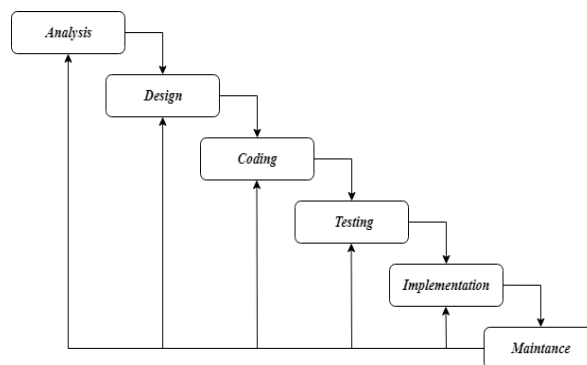 Analysis
Design
Coding
Testing
Implementation
Maintance